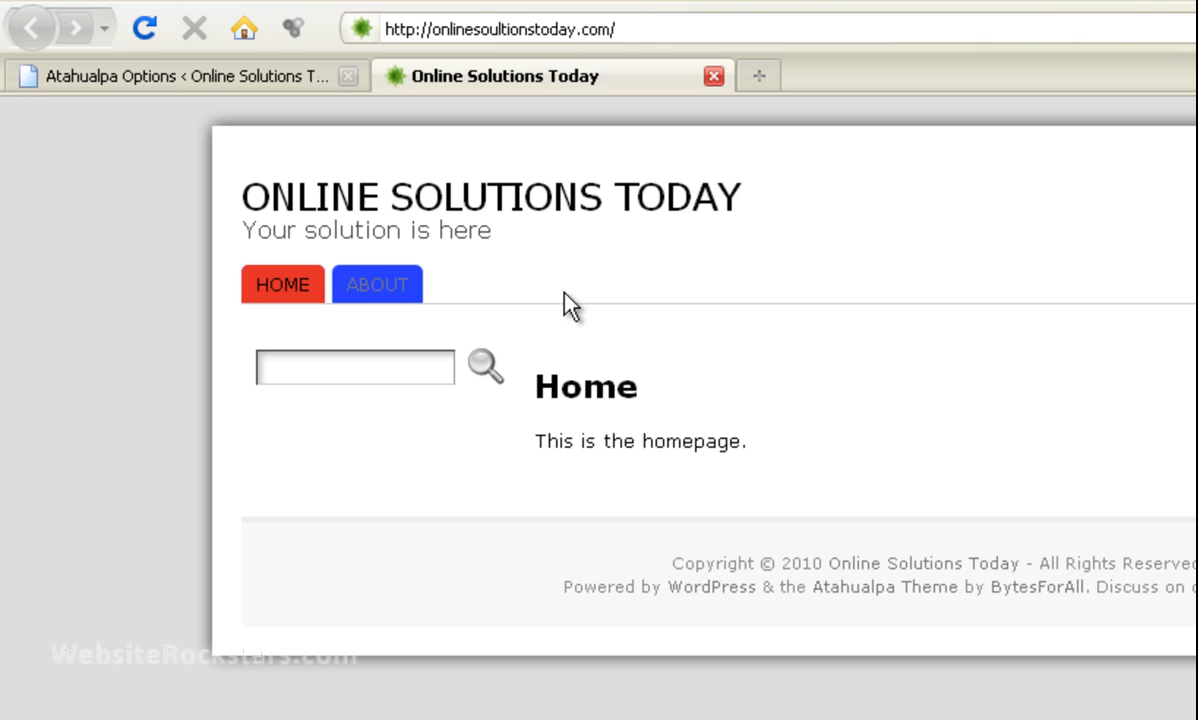 http://onlinesoultionstoday.com/
Atahualpa Options < Online Solutions T...
Online Solutions Today
ONLINE SOLUTIONS TODAY
Your solution is here
HOME ABOUT
Home
This is the homepage.
Copyright © 2010 Online Solutions Today - All Rights Reserve
Powered by WordPress & the Atahualpa Theme by BytesForAll. Discuss on
WebsiteRockstars.com